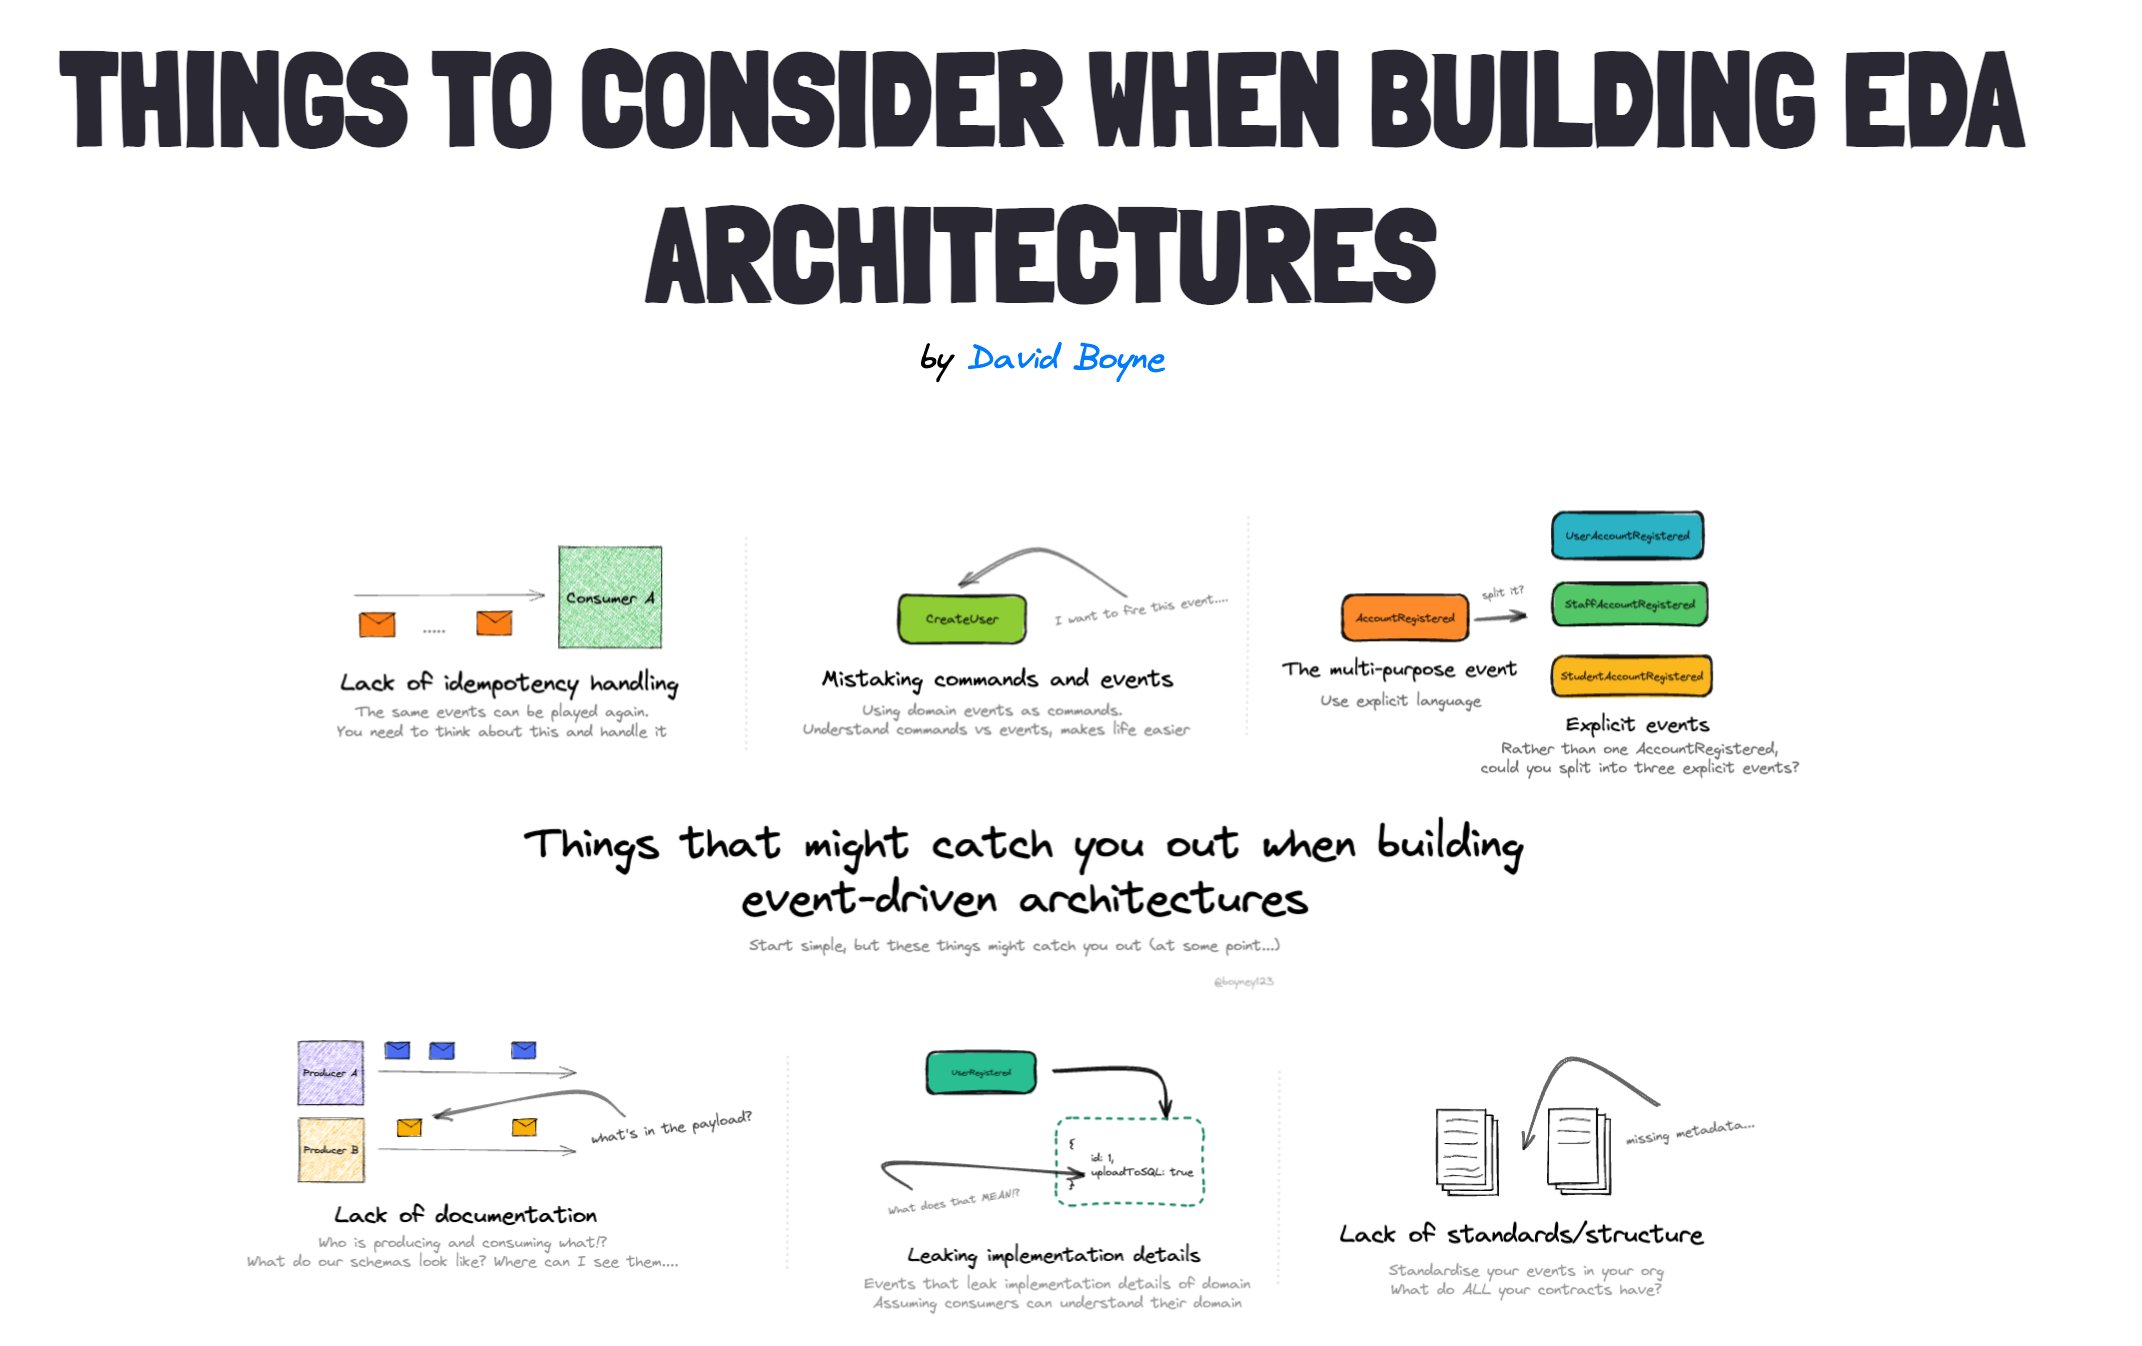 THINGS TO CONSIDER WHEN BUILDING EDA
ARCHITECTURES
by David Boyne
Consumer A
.....
Lack of idempotency handling
The same events can be played again.
You need to think about this and handle it
CreateUser
I want to fire this event....
Mistaking commands and events
Using domain events as commands.
Understand commands vs events, makes life easier
AccountRegistered
split it?
The multi-purpose event
Use explicit language
UserAccountRegistered
StaffAccountRegistered
StudentAccountRegistered
Explicit events
Rather than one AccountRegistered,
could you split into three explicit events?
Things that might catch you out when building
event-driven architectures
Start simple, but these things might catch you out (at some point...)
@boyney123
Producer A
Producer B
what's in the payload?
Lack of documentation
Who is producing and consuming what!?
What do our schemas look like? Where can I see them....
UserRegistered
{
id: 1,
uploadToSQL: true
}
What does that MEAN!?
Leaking implementation details
Events that leak implementation details of domain
Assuming consumers can understand their domain
missing metadata...
Lack of standards/structure
Standardise your events in your org
What do ALL your contracts have?